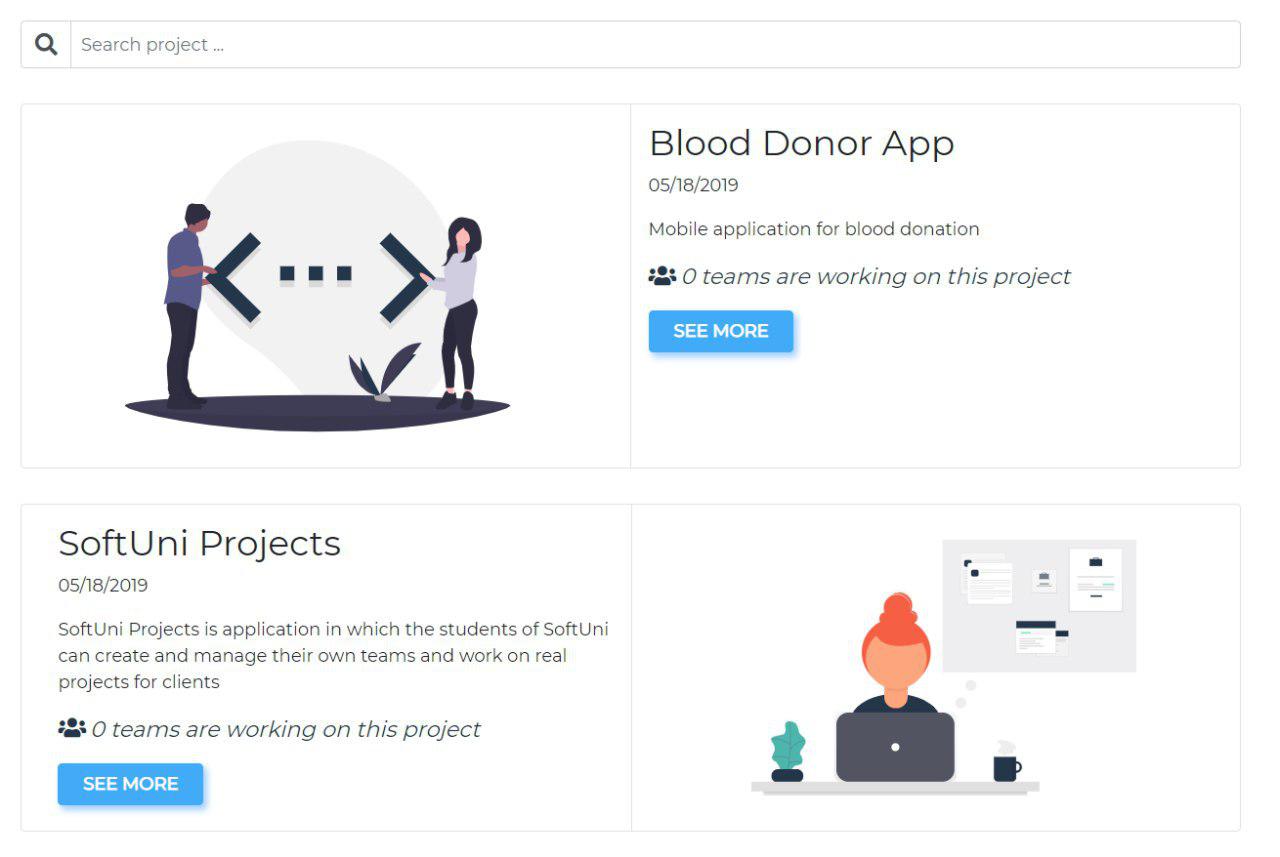 Search project ...
Blood Donor App
05/18/2019
Mobile application for blood donation
0 teams are working on this project
SEE MORE
SoftUni Projects
05/18/2019
SoftUni Projects is application in which the students of SoftUni
can create and manage their own teams and work on real
projects for clients
0 teams are working on this project
SEE MORE